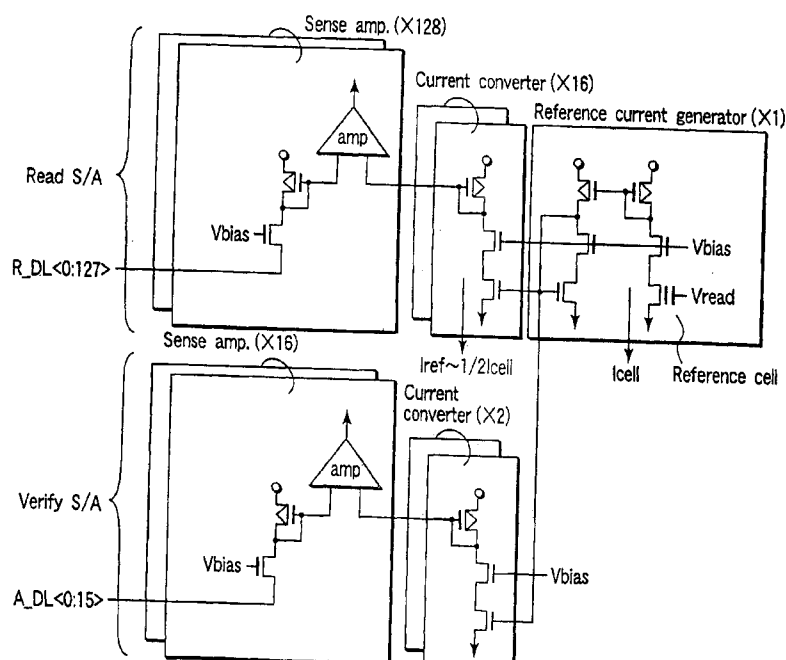 Sense amp. (X128)
Current converter (X16)
Reference current generator (X1)
amp
Read S/A
Vbias
Vbias
R_DL<0:127>
Vread
Sense amp. (X16)
Iref~1/2Icell
Icell
Reference cell
Current
converter (X2)
amp
Verify S/A
Vbias
Vbias
A_DL<0:15>